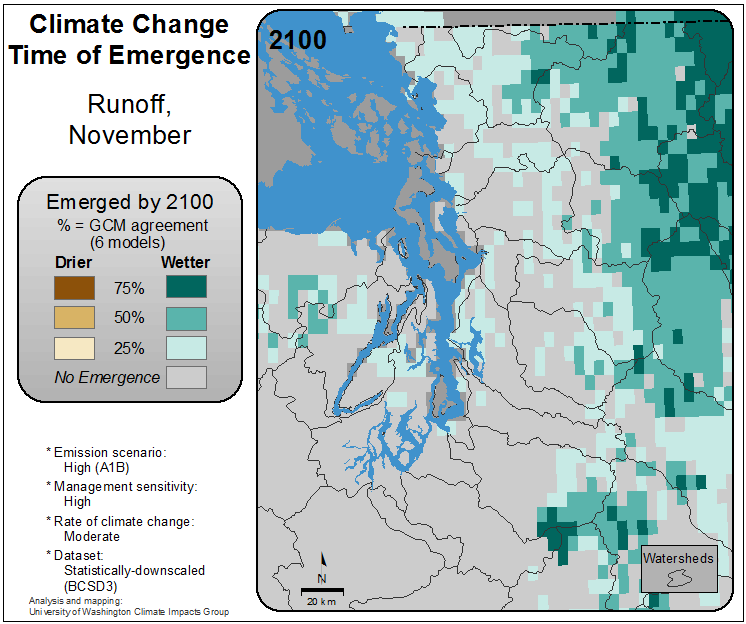 Climate Change
Time of Emergence
Runoff,
November
Emerged by 2100
% = GCM agreement
(6 models)
Drier Wetter
75%
50%
25%
No Emergence
* Emission scenario:
High (A1B)
* Management sensitivity:
High
* Rate of climate change:
Moderate
* Dataset:
Statistically-downscaled
(BCSD3)
Analysis and mapping:
University of Washington Climate Impacts Group
2100
N
20 km
Watersheds